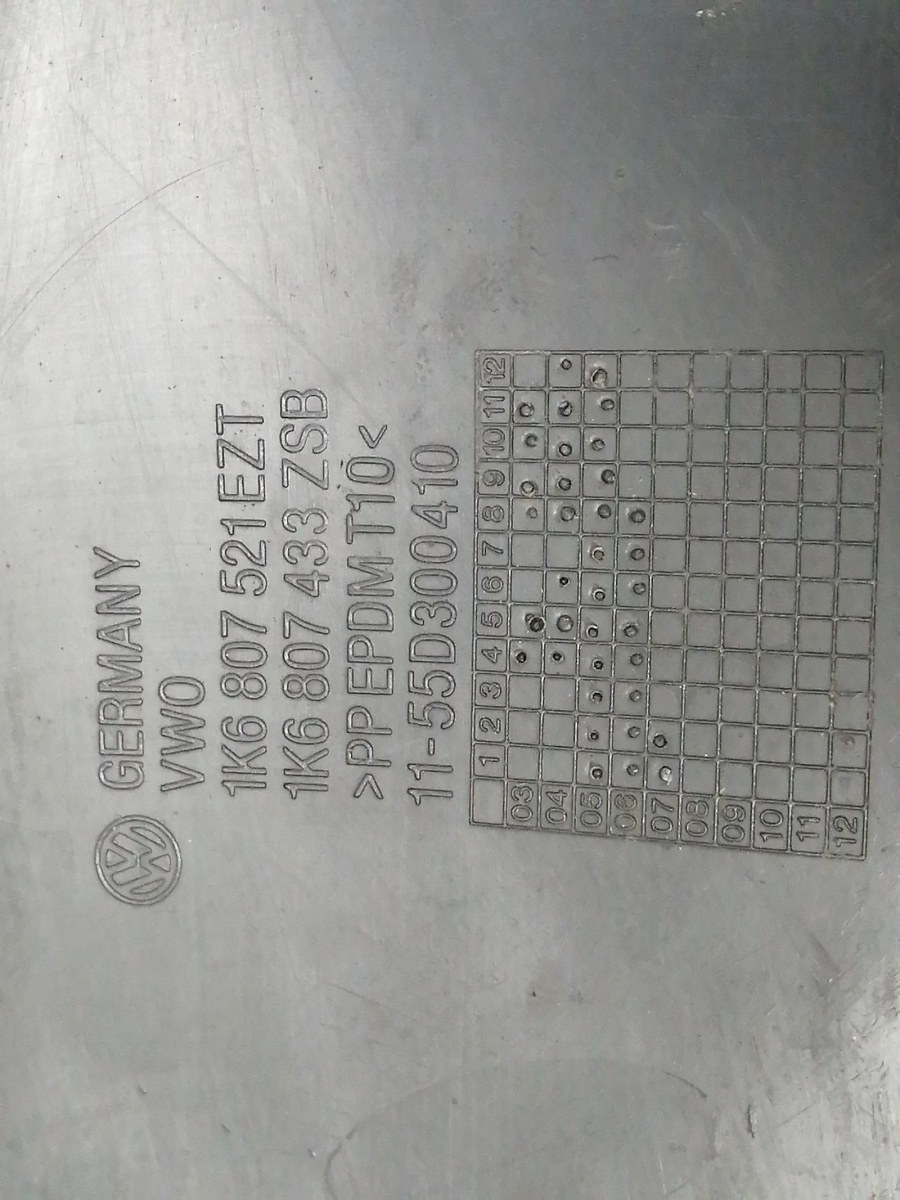 GERMANY
VWO
1K6 807 521 EZT
1K6 807 433 ZSB
>PP EPDM T10<
11-55D300410
1 2 3 4 5 6 7 8 9 10 11 12
03
04
05
06
07
08
09
10
11
12